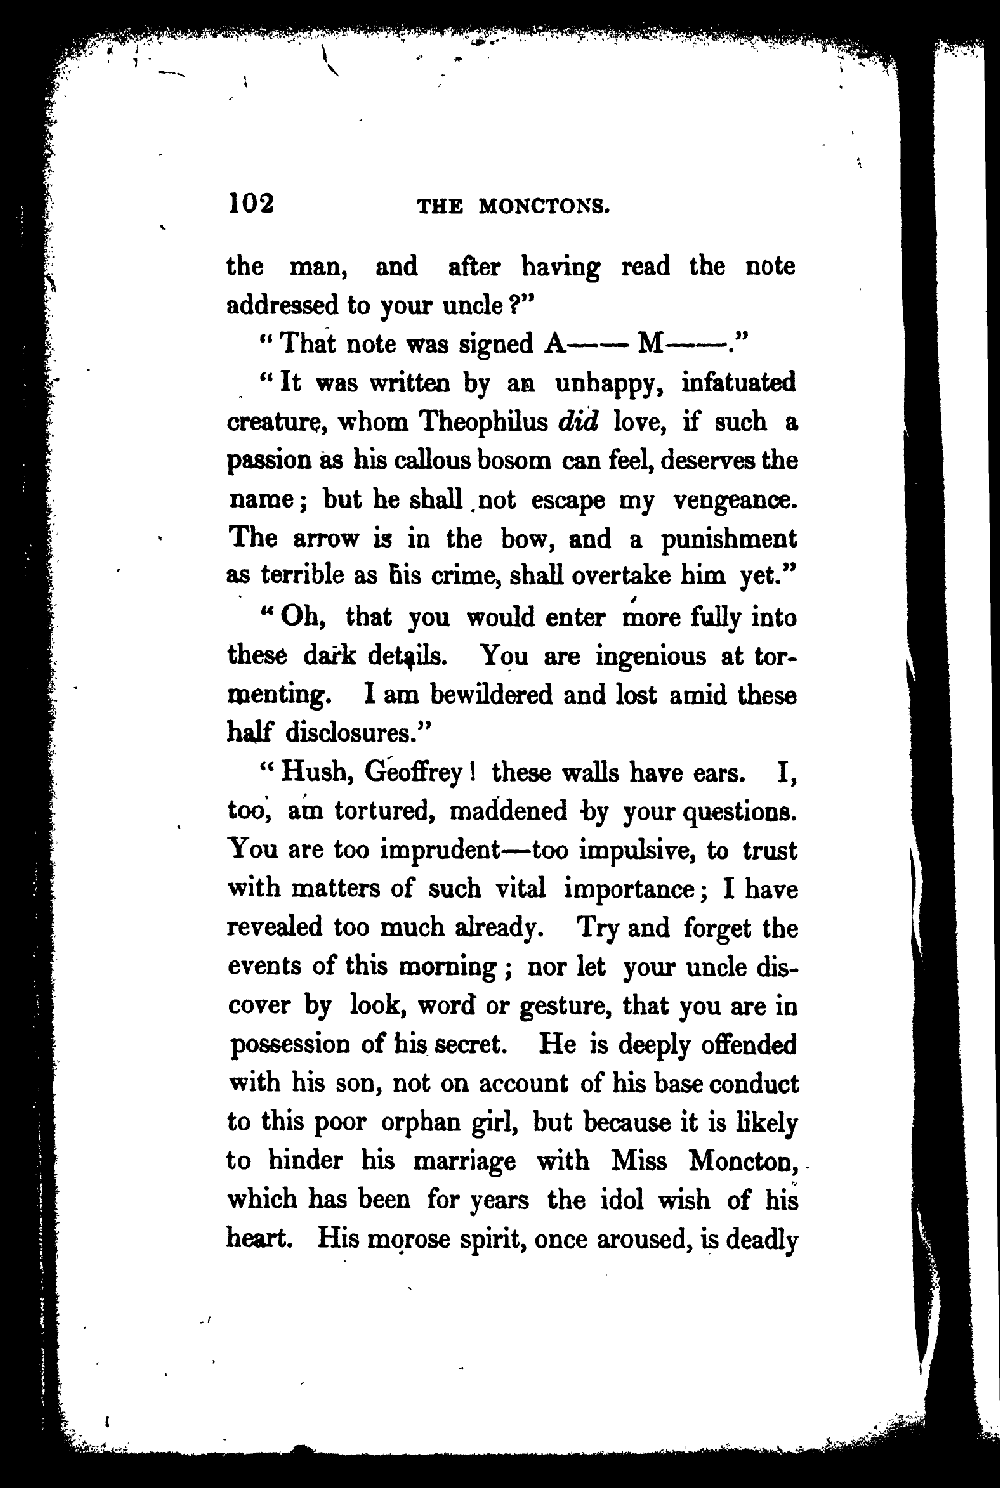 102 THE MONCTONS.
the man, and after having read the note
addressed to your uncle?”
“That note was signed A—— M——.”
“It was written by an unhappy, infatuated
creature, whom Theophilus did love, if such a
passion as his callous bosom can feel, deserves the
name; but he shall not escape my vengeance.
The arrow is in the bow, and a punishment
as terrible as his crime, shall overtake him yet.”
“Oh, that you would enter more fully into
these dark details. You are ingenious at tor-
menting. I am bewildered and lost amid these
half disclosures.”
“Hush, Geoffrey! these walls have ears. I,
too, am tortured, maddened by your questions.
You are too imprudent—too impulsive, to trust
with matters of such vital importance; I have
revealed too much already. Try and forget the
events of this morning; nor let your uncle dis-
cover by look, word or gesture, that you are in
possession of his secret. He is deeply offended
with his son, not on account of his base conduct
to this poor orphan girl, but because it is likely
to hinder his marriage with Miss Moncton,
which has been for years the idol wish of his
heart. His morose spirit, once aroused, is deadly